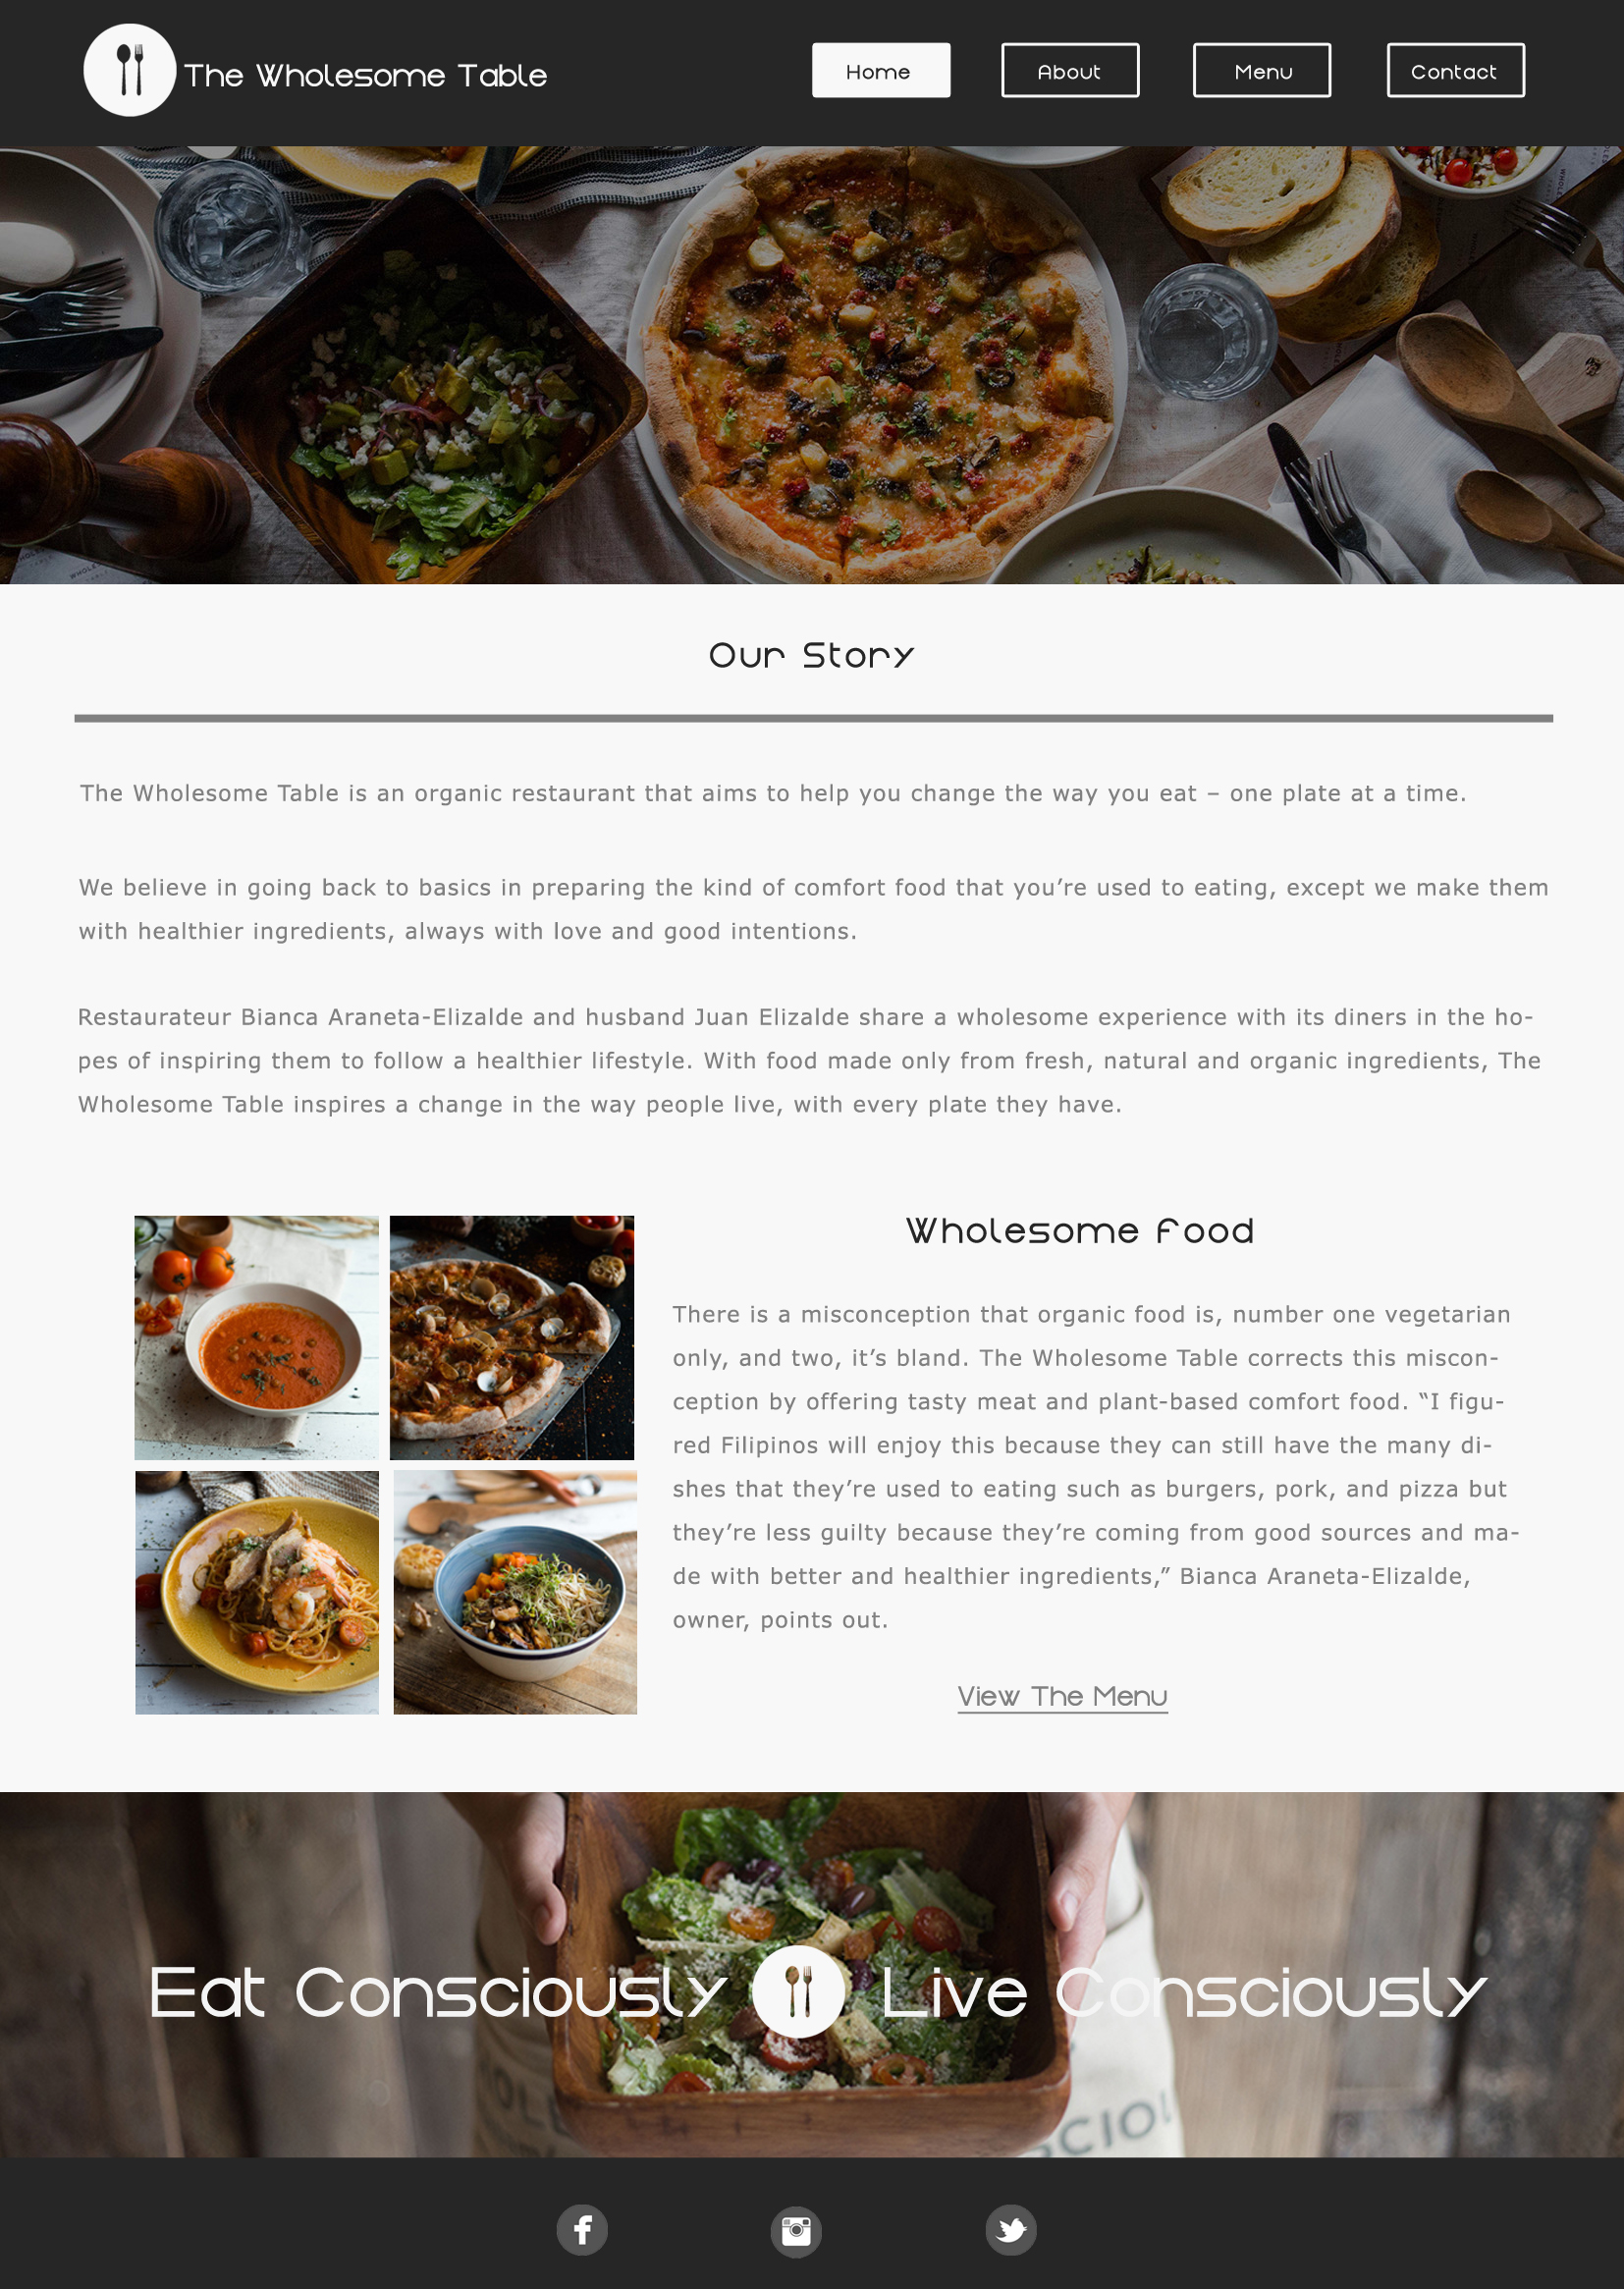 The Wholesome Table
Home
About
Menu
Contact
Our Story
The Wholesome Table is an organic restaurant that aims to help you change the way you eat – one plate at a time.
We believe in going back to basics in preparing the kind of comfort food that you’re used to eating, except we make them
with healthier ingredients, always with love and good intentions.
Restaurateur Bianca Araneta-Elizalde and husband Juan Elizalde share a wholesome experience with its diners in the ho-
pes of inspiring them to follow a healthier lifestyle. With food made only from fresh, natural and organic ingredients, The
Wholesome Table inspires a change in the way people live, with every plate they have.
Wholesome Food
There is a misconception that organic food is, number one vegetarian
only, and two, it’s bland. The Wholesome Table corrects this miscon-
ception by offering tasty meat and plant-based comfort food. “I figu-
red Filipinos will enjoy this because they can still have the many di-
shes that they’re used to eating such as burgers, pork, and pizza but
they’re less guilty because they’re coming from good sources and ma-
de with better and healthier ingredients,” Bianca Araneta-Elizalde,
owner, points out.
View The Menu
Eat Consciously
Live Consciously